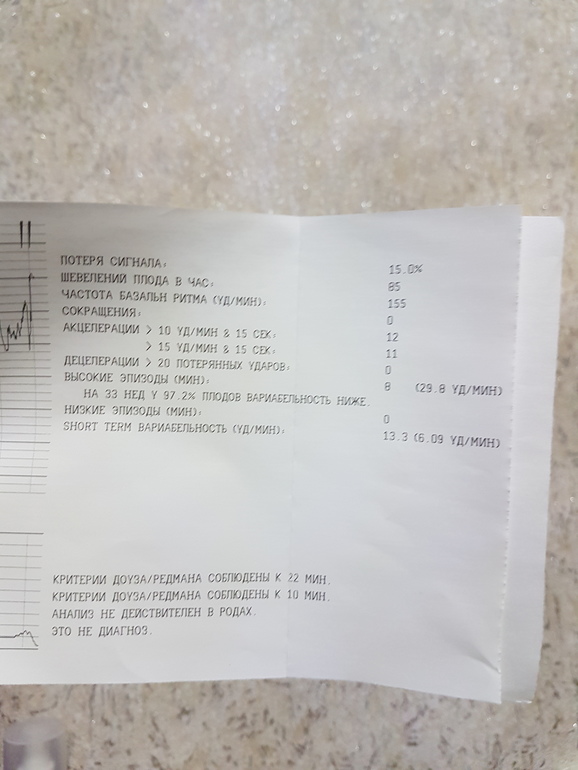 ПОТЕРЯ СИГНАЛА: 15.0%
ШЕВЕЛЕНИЙ ПЛОДА В ЧАС: 85
ЧАСТОТА БАЗАЛЬН РИТМА (УД/МИН): 155
СОКРАЩЕНИЯ: 0
АКЦЕЛЕРАЦИИ > 10 УД/МИН & 15 СЕК: 12
> 15 УД/МИН & 15 СЕК: 11
ДЕЦЕЛЕРАЦИИ > 20 ПОТЕРЯННЫХ УДАРОВ: 0
ВЫСОКИЕ ЭПИЗОДЫ (МИН): 8 (29.8 УД/МИН)
НА 33 НЕД У 97.2% ПЛОДОВ ВАРИАБЕЛЬНОСТЬ НИЖЕ.
НИЗКИЕ ЭПИЗОДЫ (МИН): 0
SHORT TERM ВАРИАБЕЛЬНОСТЬ (УД/МИН): 13.3 (6.09 УД/МИН)
КРИТЕРИИ ДОУЗА/РЕДМАНА СОБЛЮДЕНЫ К 22 МИН.
КРИТЕРИИ ДОУЗА/РЕДМАНА СОБЛЮДЕНЫ К 10 МИН.
АНАЛИЗ НЕ ДЕЙСТВИТЕЛЕН В РОДАХ.
ЭТО НЕ ДИАГНОЗ.